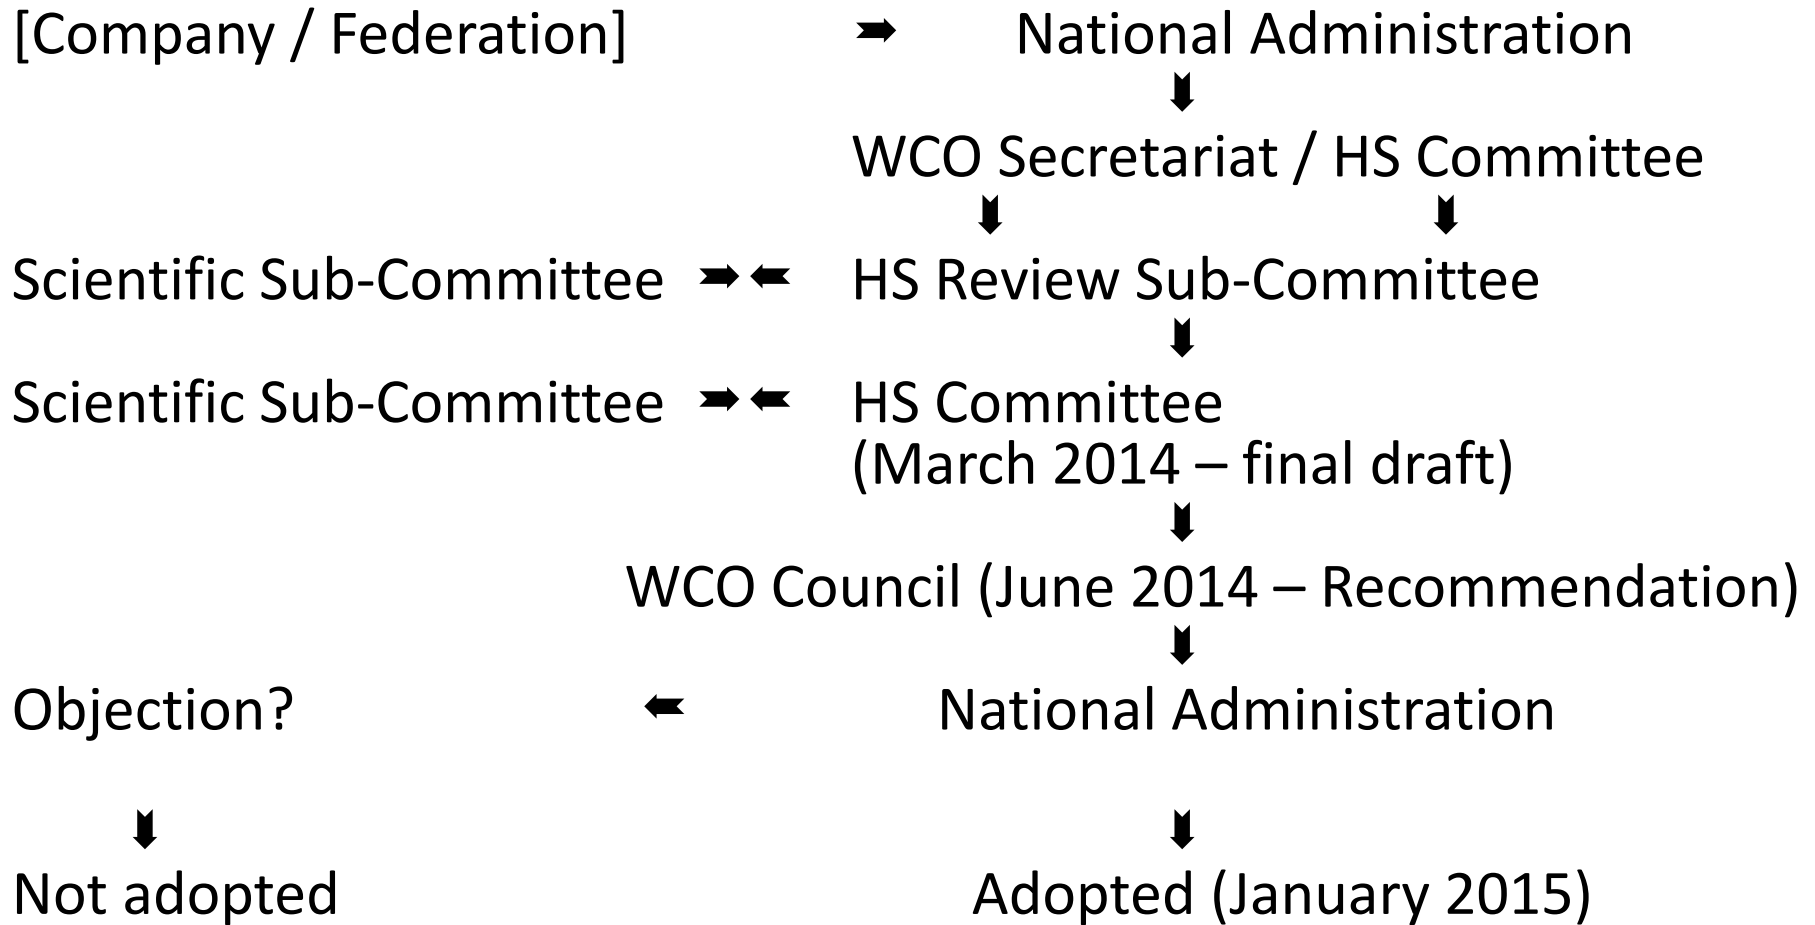 [Company / Federation] ➨ National Administration
WCO Secretariat / HS Committee
Scientific Sub-Committee HS Review Sub-Committee
Scientific Sub-Committee HS Committee
(March 2014 – final draft)
WCO Council (June 2014 – Recommendation)
Objection? National Administration
Not adopted Adopted (January 2015)